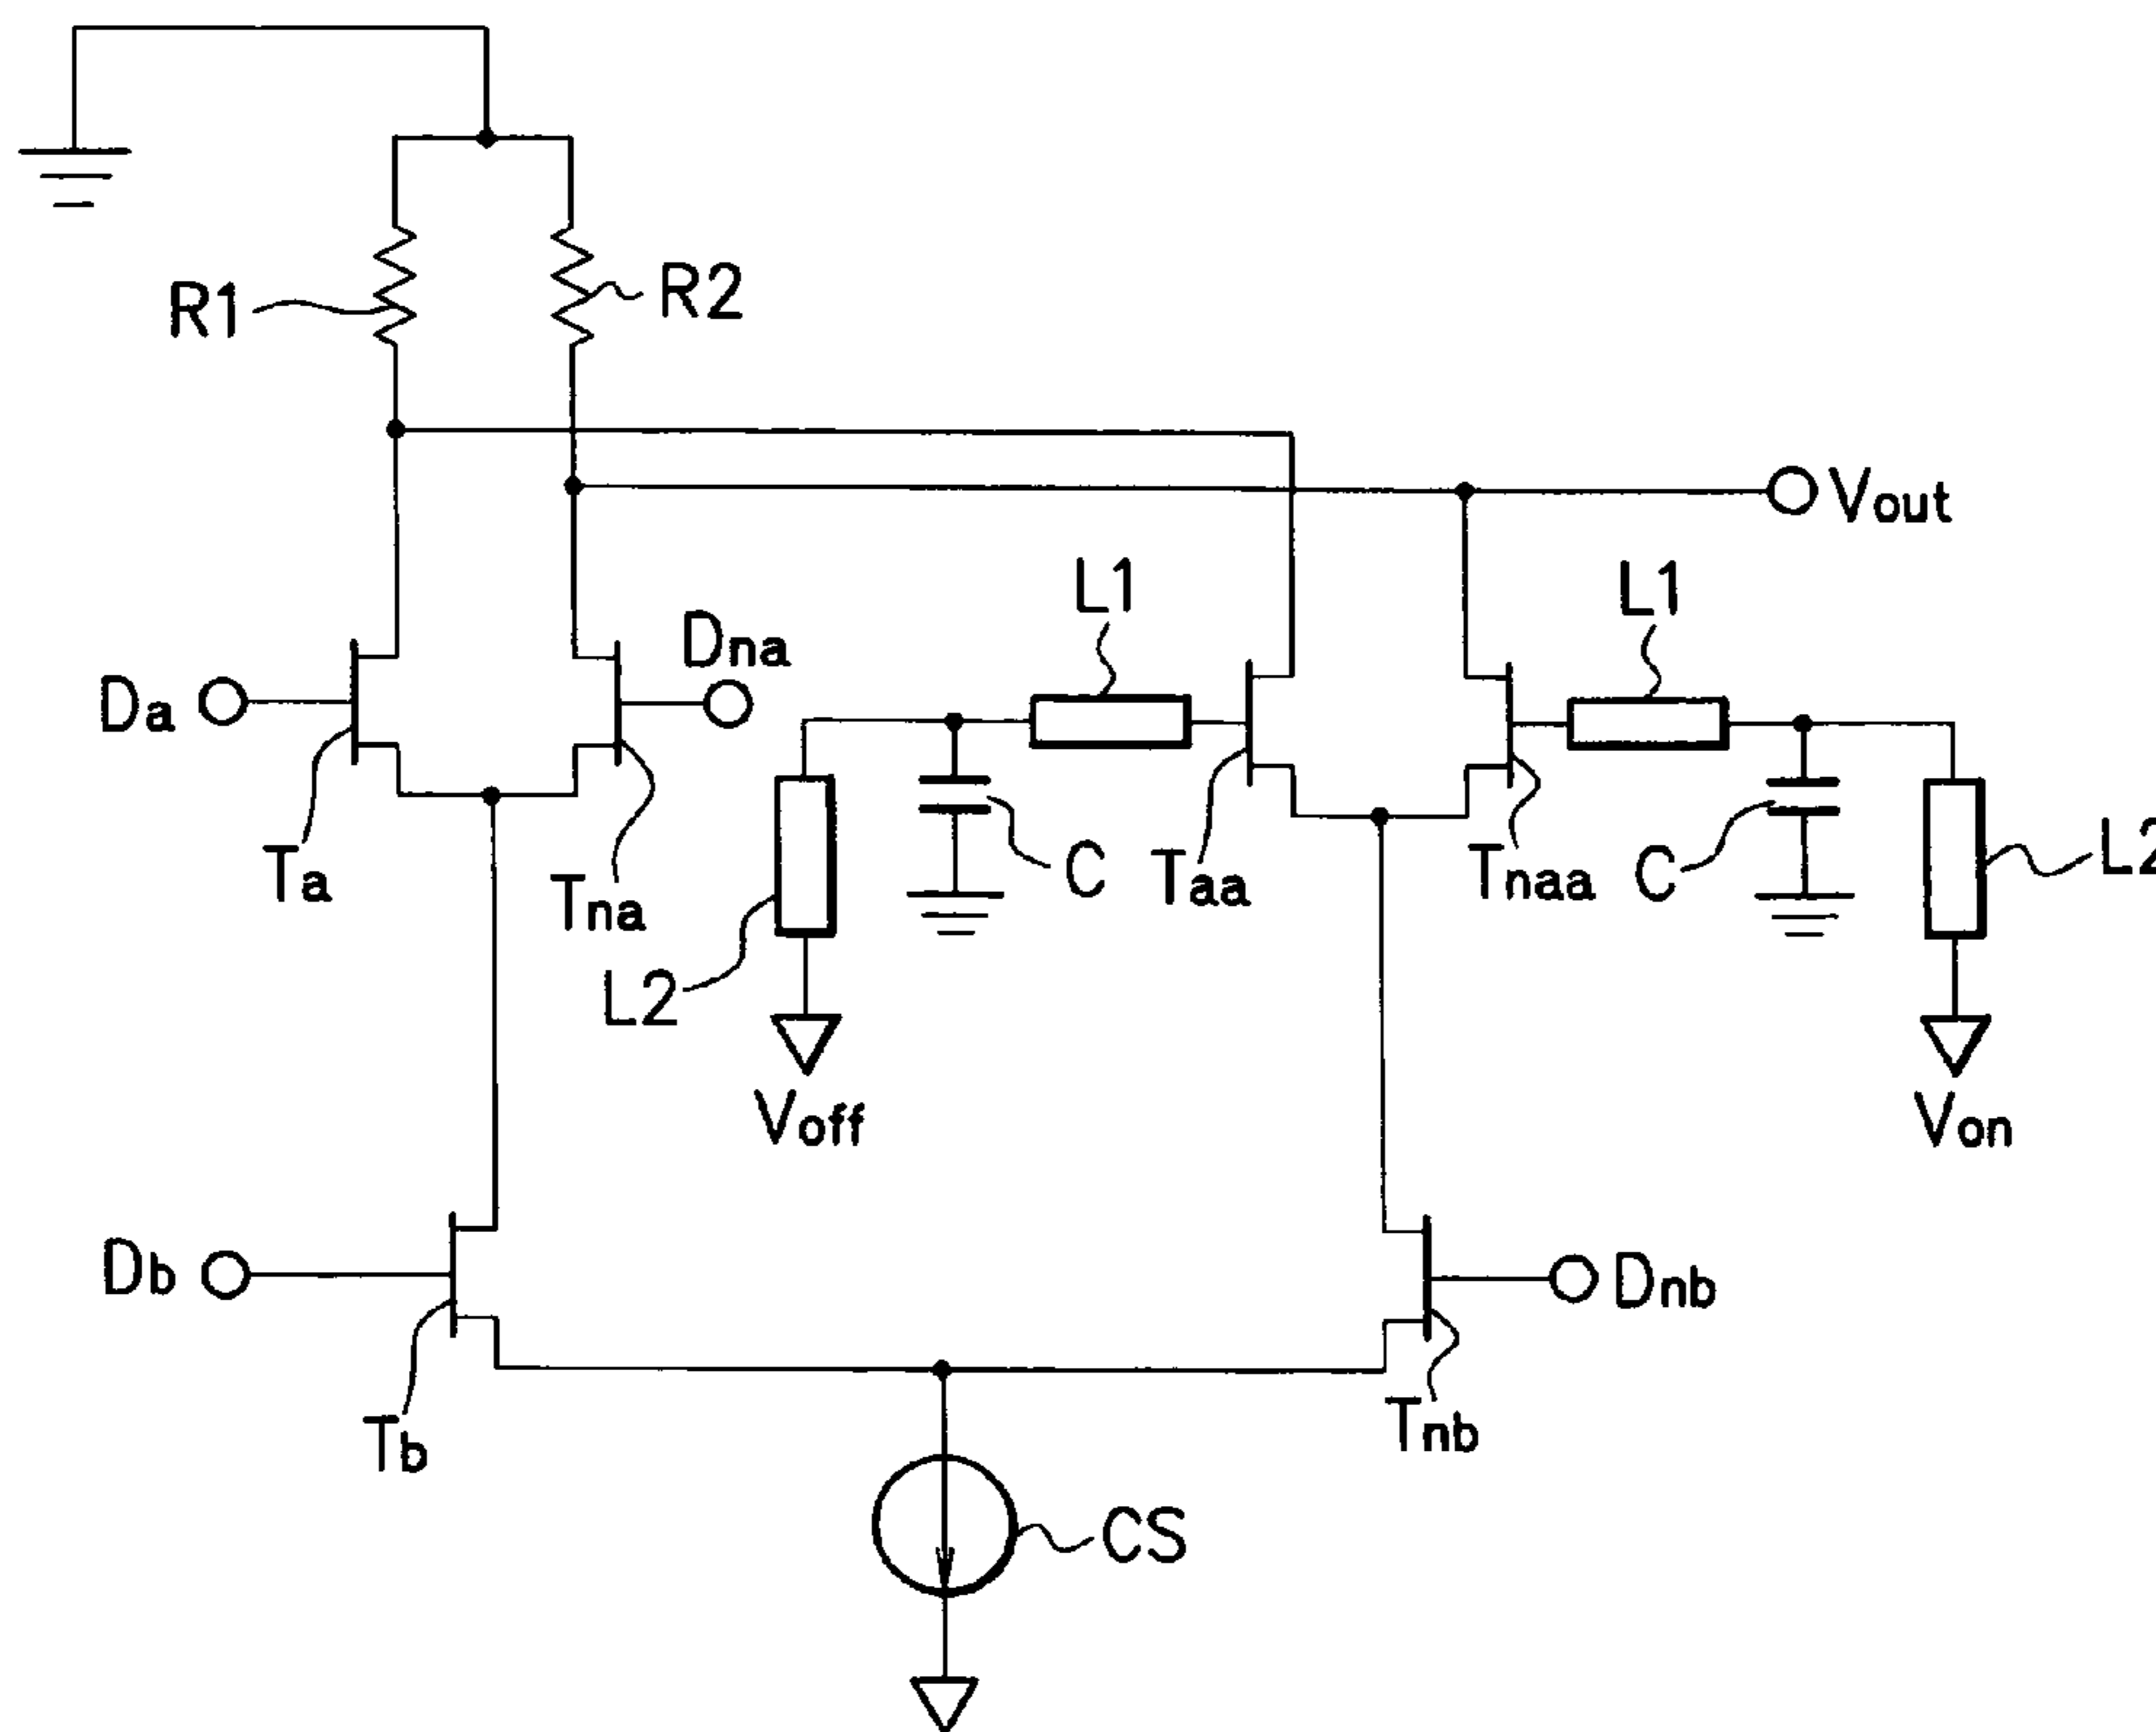 R1
R2
Vout
L1
L1
Da
Dna
Ta
Tna
C
Taa
Tnaa
C
L2
L2
Voff
Von
Db
Dnb
Tb
Tnb
CS